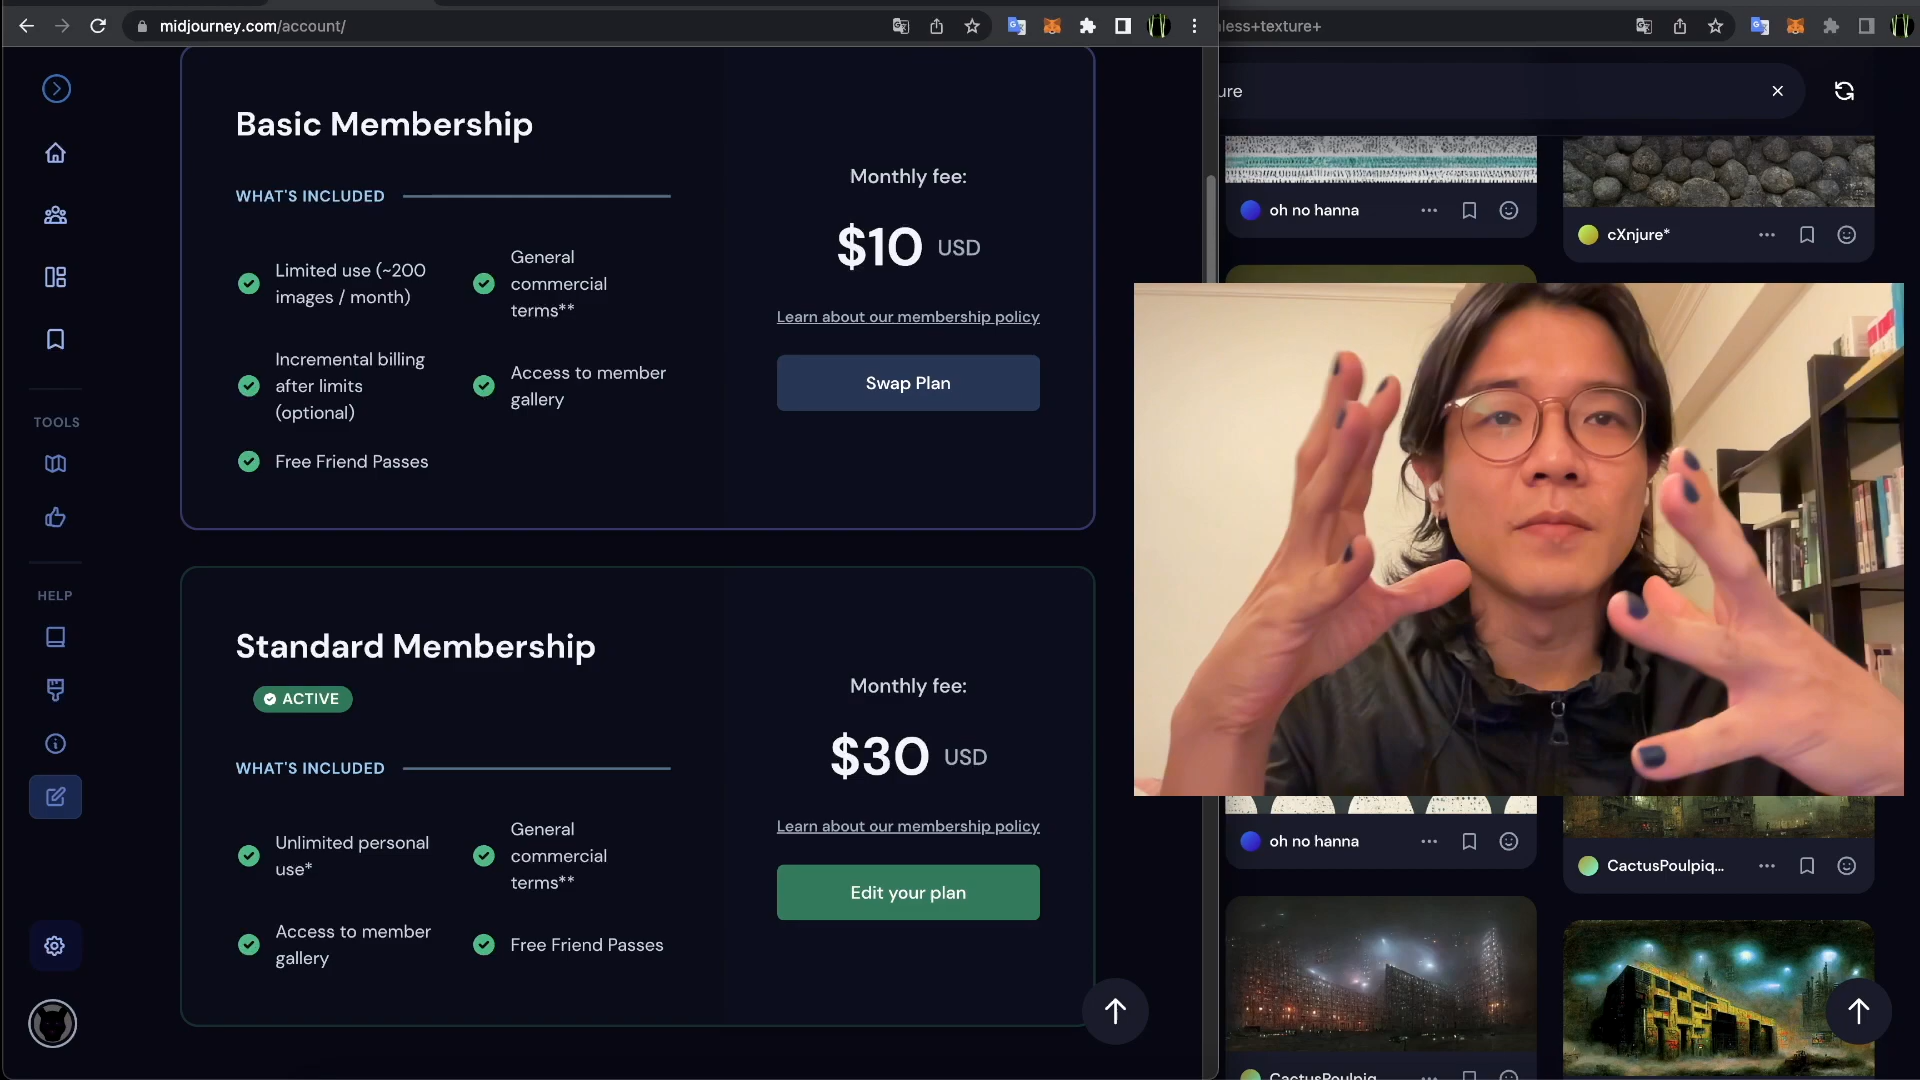 midjourney.com/account/
less+texture+
ure
Basic Membership
WHAT'S INCLUDED
Limited use (~200
images / month)
General
commercial
terms**
Incremental billing
after limits
(optional)
Access to member
gallery
Free Friend Passes
Monthly fee:
$10 USD
Learn about our membership policy
Swap Plan
TOOLS
HELP
Standard Membership
ACTIVE
WHAT'S INCLUDED
Unlimited personal
use*
General
commercial
terms**
Access to member
gallery
Free Friend Passes
Monthly fee:
$30 USD
Learn about our membership policy
Edit your plan
oh no hanna
cXnjure*
oh no hanna
CactusPoulpiq...
CactusPoulpiq